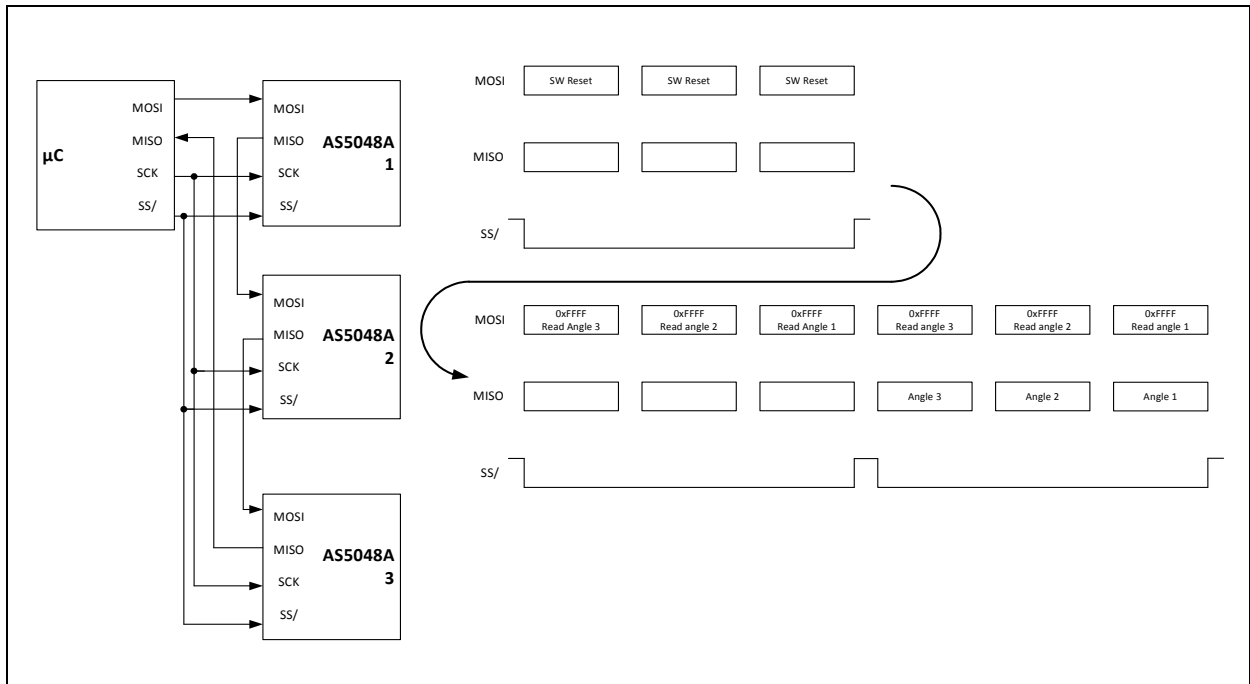 µC
MOSI
MISO
SCK
SS/
MOSI
MISO
SCK
SS/
AS5048A
1
MOSI
MISO
SCK
SS/
AS5048A
2
MOSI
MISO
SCK
SS/
AS5048A
3
MOSI
SW Reset
SW Reset
SW Reset
MISO
SS/
MOSI
0xFFFF
Read Angle 3
0xFFFF
Read angle 2
0xFFFF
Read Angle 1
0xFFFF
Read angle 3
0xFFFF
Read angle 2
0xFFFF
Read angle 1
MISO
Angle 3
Angle 2
Angle 1
SS/